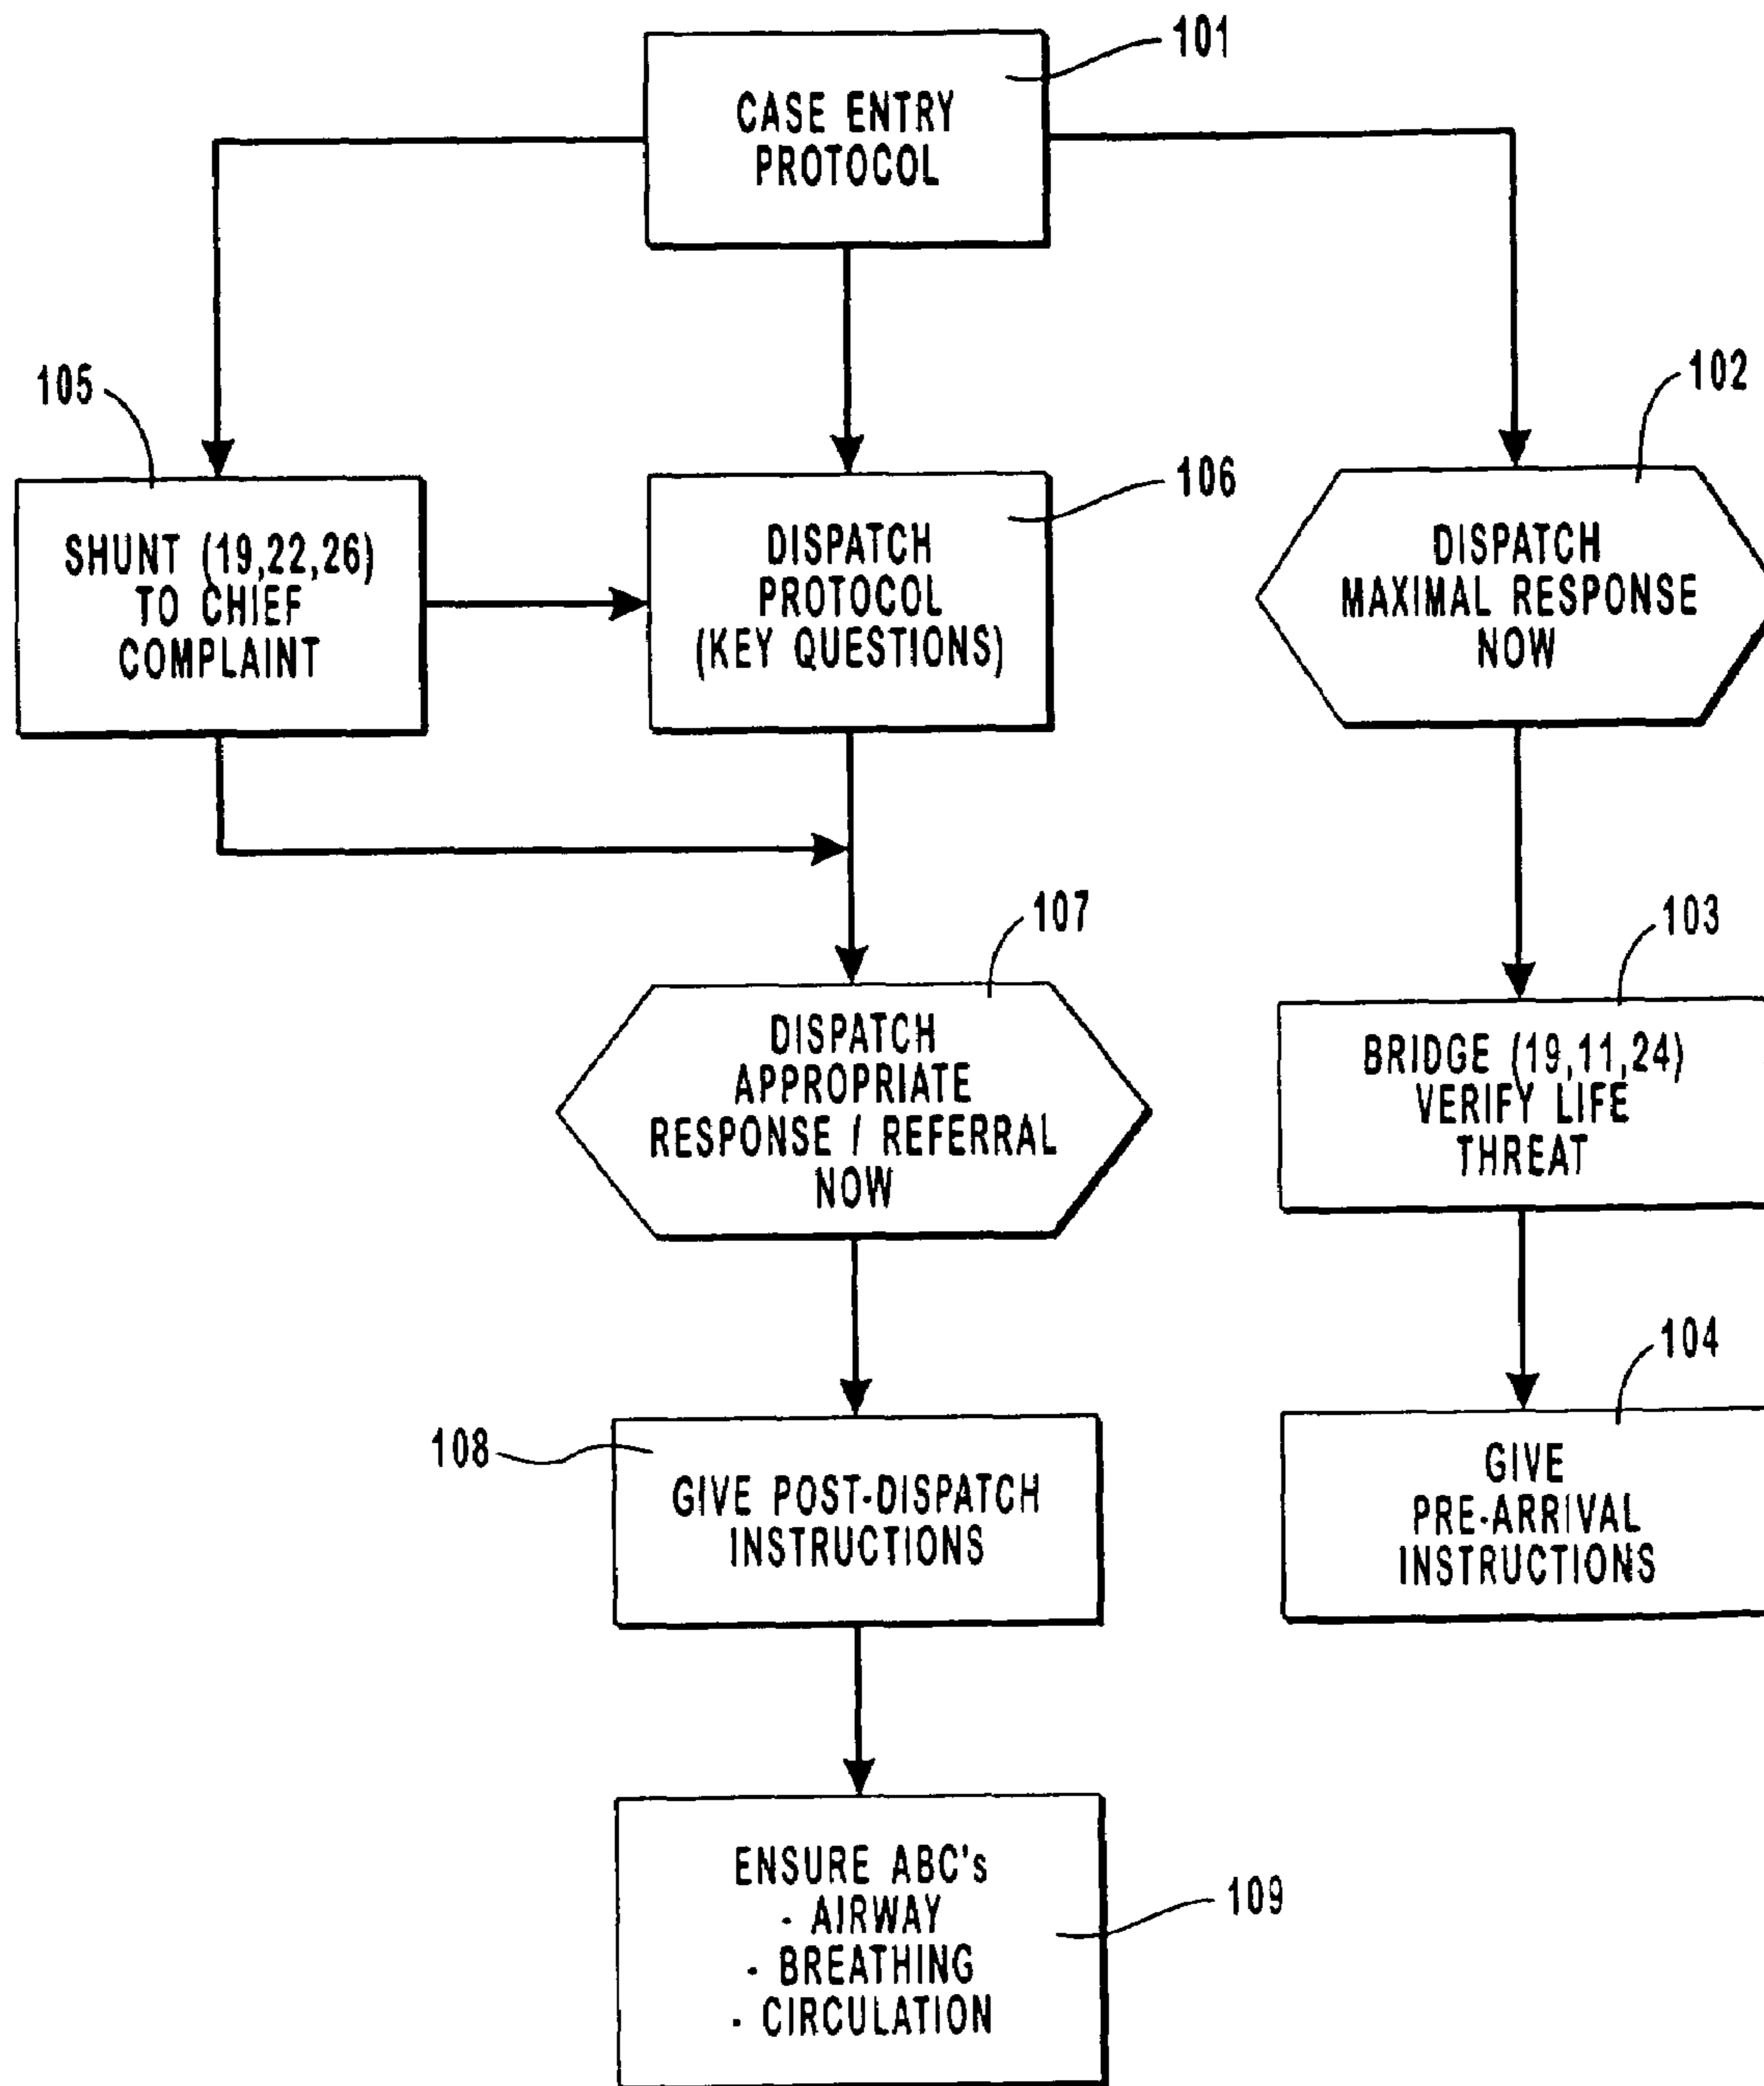 101
CASE ENTRY
PROTOCOL
105
SHUNT (19,22,26)
TO CHIEF
COMPLAINT
106
DISPATCH
PROTOCOL
(KEY QUESTIONS)
102
DISPATCH
MAXIMAL RESPONSE
NOW
107
DISPATCH
APPROPRIATE
RESPONSE / REFERRAL
NOW
103
BRIDGE (19,11,24)
VERIFY LIFE
THREAT
108
GIVE POST-DISPATCH
INSTRUCTIONS
104
GIVE
PRE-ARRIVAL
INSTRUCTIONS
109
ENSURE ABC's
- AIRWAY
- BREATHING
- CIRCULATION